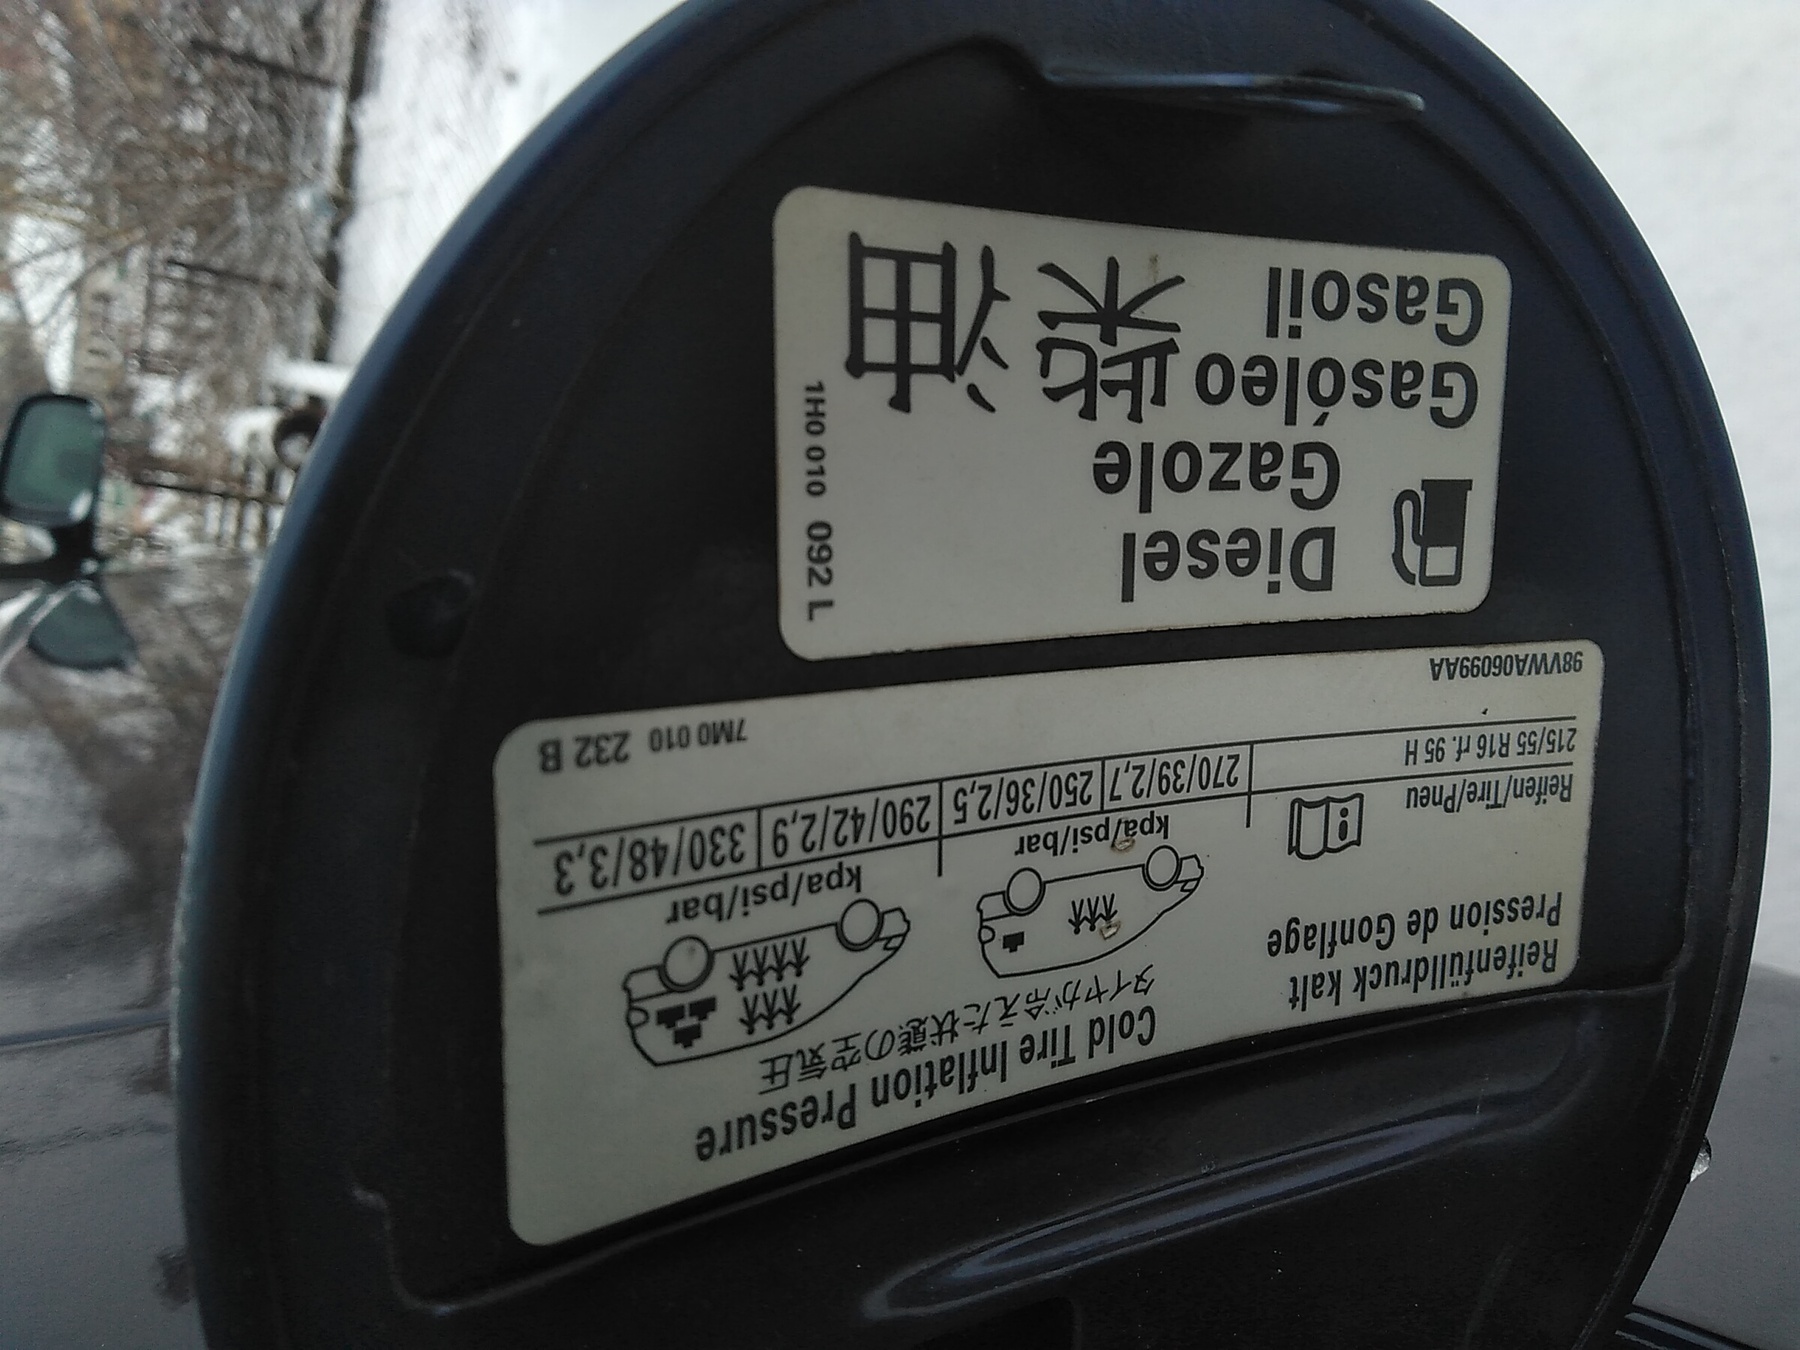 Reifenfülldruck kalt
Pression de Gonflage
Cold Tire Inflation Pressure
タイヤが冷えた状態の空気圧
Reifen/Tire/Pneu
kpa/psi/bar
kpa/psi/bar
215/55 R16 rf. 95 H
270/39/2,7
250/36/2,5
290/42/2,9
330/48/3,3
98VWA06099AA
7M0 010 232 B
Diesel
Gazole
Gasóleo
Gasoil
柴油
1H0 010 092 L